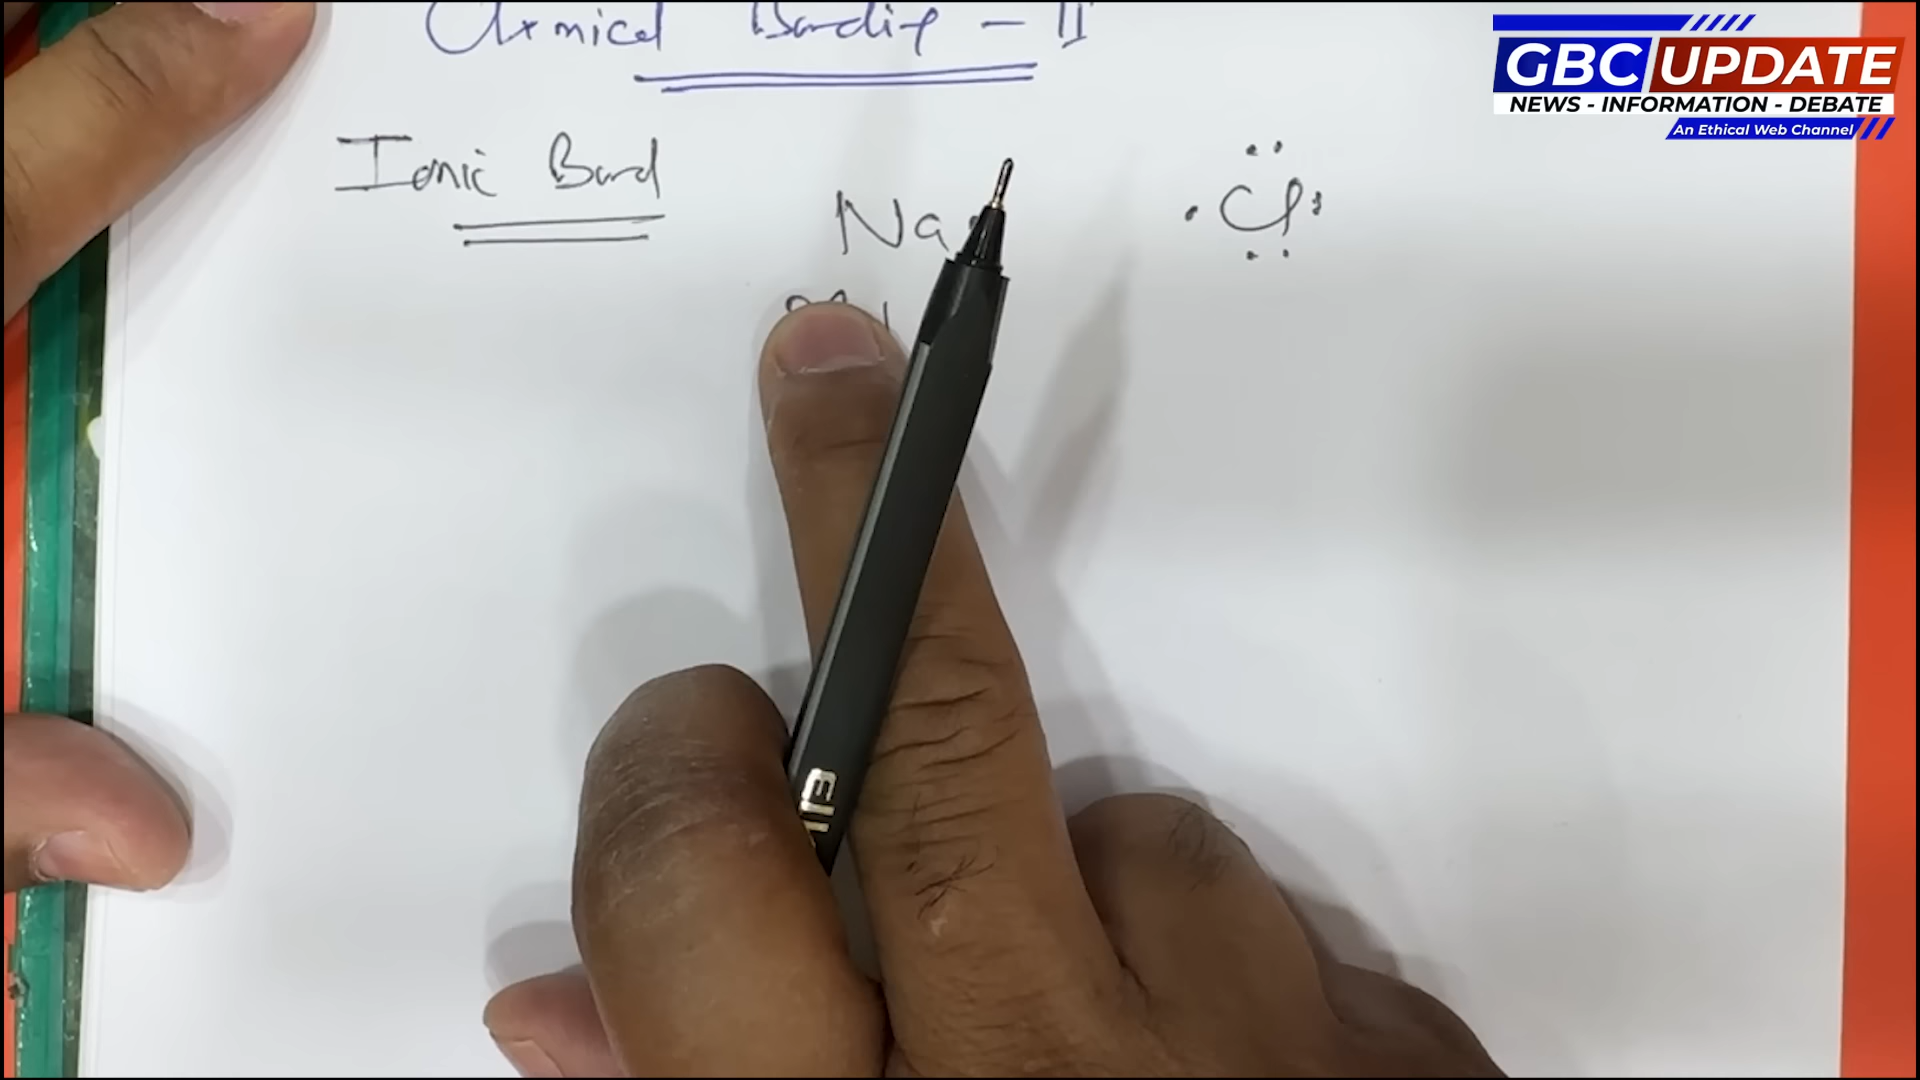 Chemical Bonding - II
GBC UPDATE
NEWS - INFORMATION - DEBATE
An Ethical Web Channel
Ionic Bond
Na
Cl